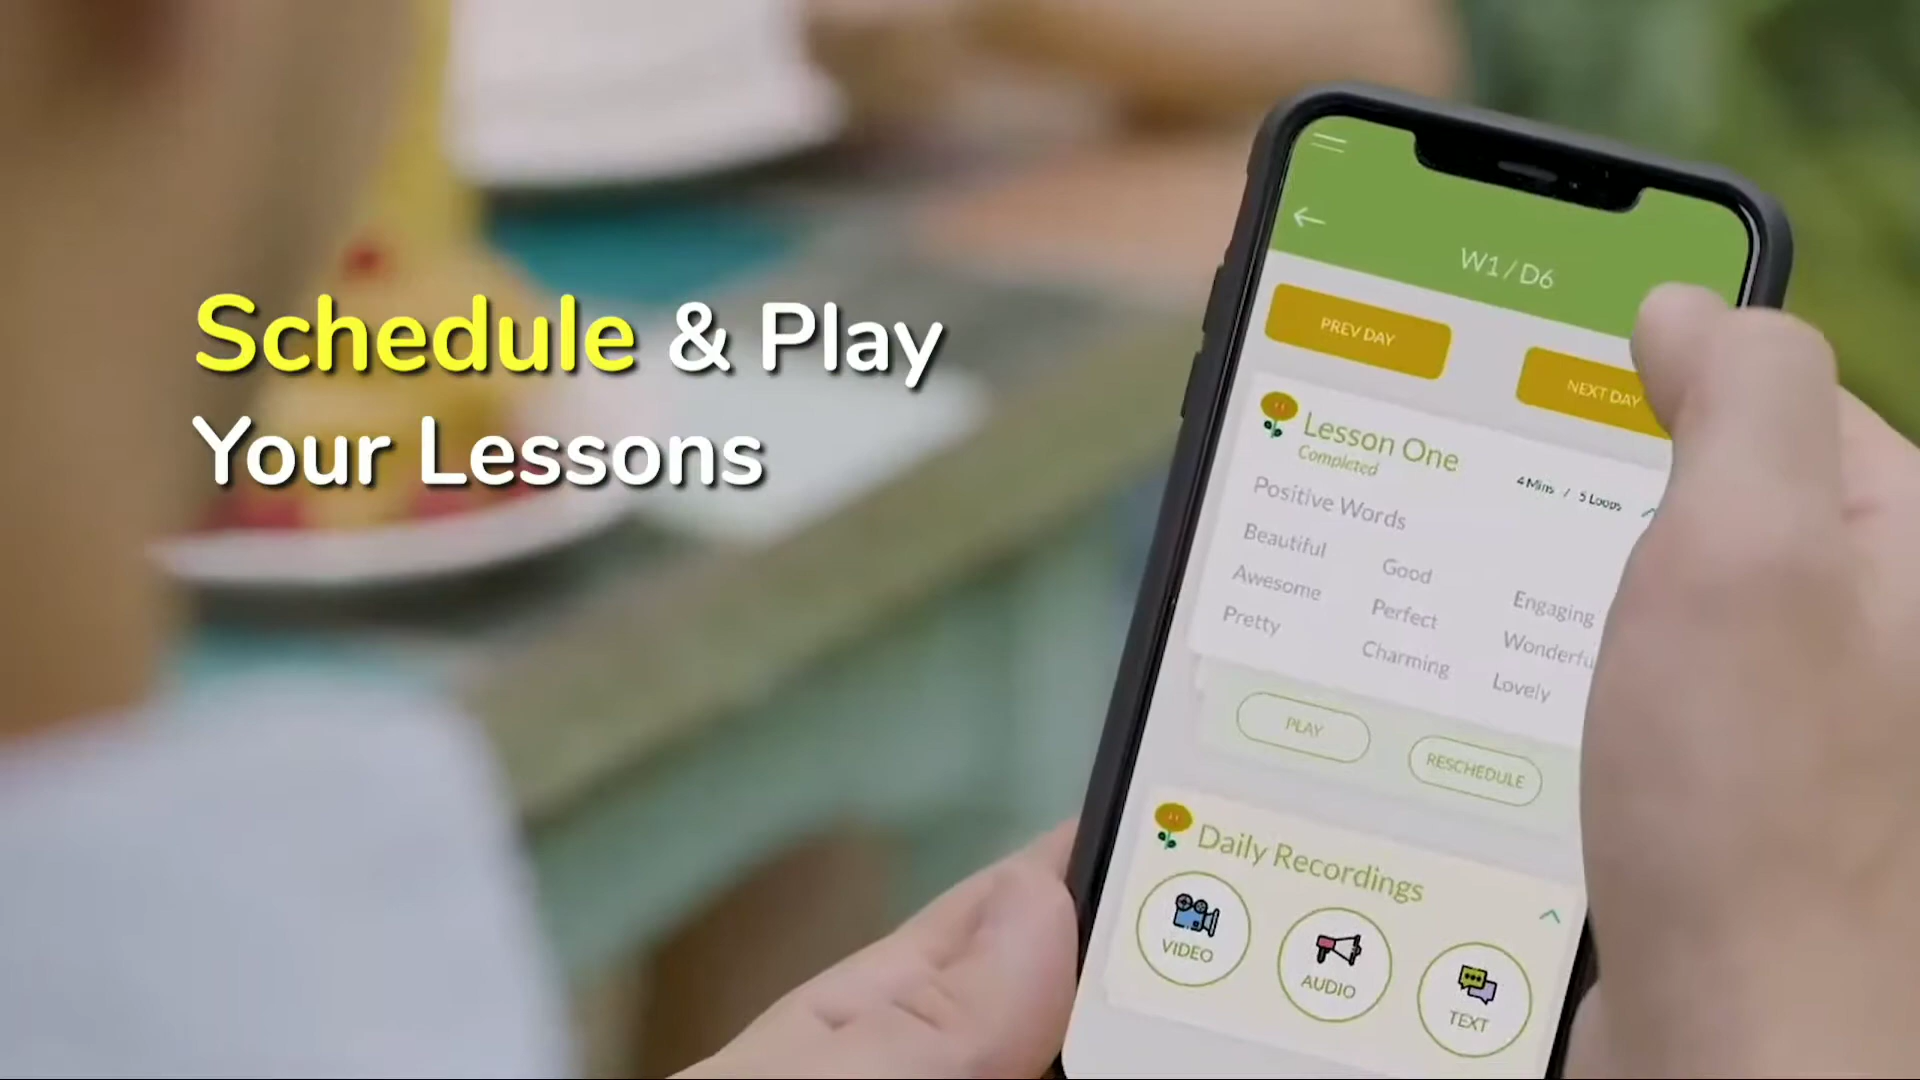 Schedule & Play
Your Lessons
W1/D6
PREV DAY
NEXT DAY
Lesson One
Completed
4 Mins / 5 Loops
Positive Words
Beautiful Good Engaging
Awesome Perfect Wonderfu
Pretty Charming Lovely
PLAY
RESCHEDULE
Daily Recordings
VIDEO
AUDIO
TEXT